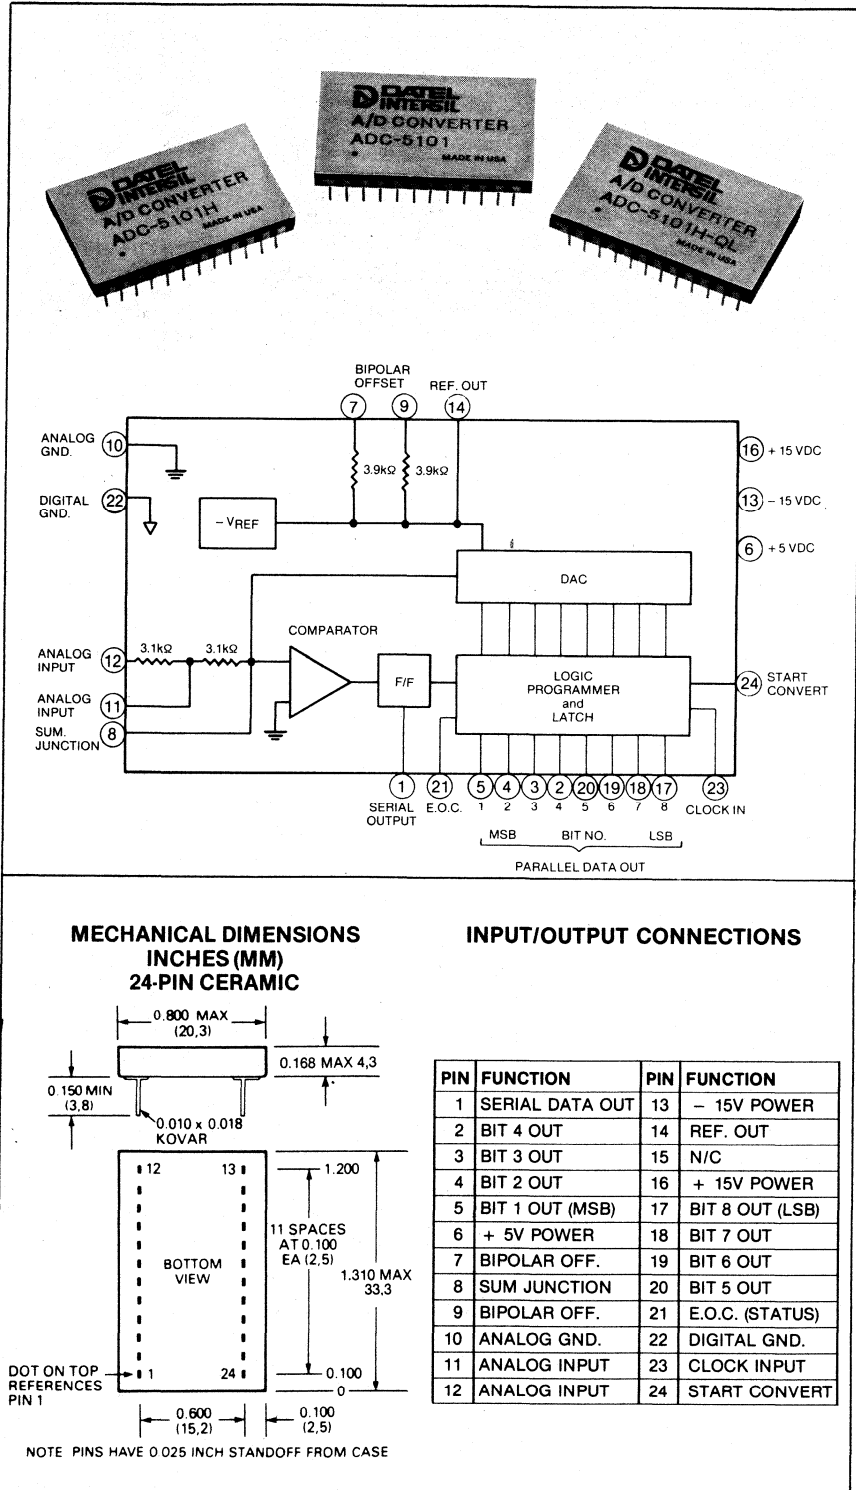 DATEL
INTERSIL
A/D CONVERTER
ADC-5101H
MADE IN USA
DATEL
INTERSIL
A/D CONVERTER
ADC-5101
MADE IN USA
DATEL
INTERSIL
A/D CONVERTER
ADC-5101H-QL
MADE IN USA
BIPOLAR
OFFSET
REF. OUT
7 9 14
ANALOG
GND.
10
16 + 15 VDC
3.9kΩ 3.9kΩ
DIGITAL
GND.
22
13 – 15 VDC
– VREF
6 +5 VDC
DAC
COMPARATOR
ANALOG
INPUT
12 3.1kΩ 3.1kΩ
F/F
LOGIC
PROGRAMMER
and
LATCH
24 START
CONVERT
ANALOG
INPUT
11
SUM.
JUNCTION
8
1 21 5 4 3 2 20 19 18 17 23
SERIAL
OUTPUT
E.O.C. 1 2 3 4 5 6 7 8 CLOCK IN
MSB BIT NO. LSB
PARALLEL DATA OUT
MECHANICAL DIMENSIONS
INCHES (MM)
24-PIN CERAMIC
0.800 MAX
(20,3)
0.168 MAX 4,3
0.150 MIN
(3,8)
0.010 x 0.018
KOVAR
12 13 1.200
11 SPACES
AT 0.100
EA (2,5)
BOTTOM
VIEW
1.310 MAX
33,3
DOT ON TOP
REFERENCES
PIN 1
1 24 0.100
0
0.600
(15,2)
0.100
(2,5)
NOTE PINS HAVE 0 025 INCH STANDOFF FROM CASE
INPUT/OUTPUT CONNECTIONS
PIN FUNCTION PIN FUNCTION
1 SERIAL DATA OUT 13 – 15V POWER
2 BIT 4 OUT 14 REF. OUT
3 BIT 3 OUT 15 N/C
4 BIT 2 OUT 16 + 15V POWER
5 BIT 1 OUT (MSB) 17 BIT 8 OUT (LSB)
6 + 5V POWER 18 BIT 7 OUT
7 BIPOLAR OFF. 19 BIT 6 OUT
8 SUM JUNCTION 20 BIT 5 OUT
9 BIPOLAR OFF. 21 E.O.C. (STATUS)
10 ANALOG GND. 22 DIGITAL GND.
11 ANALOG INPUT 23 CLOCK INPUT
12 ANALOG INPUT 24 START CONVERT